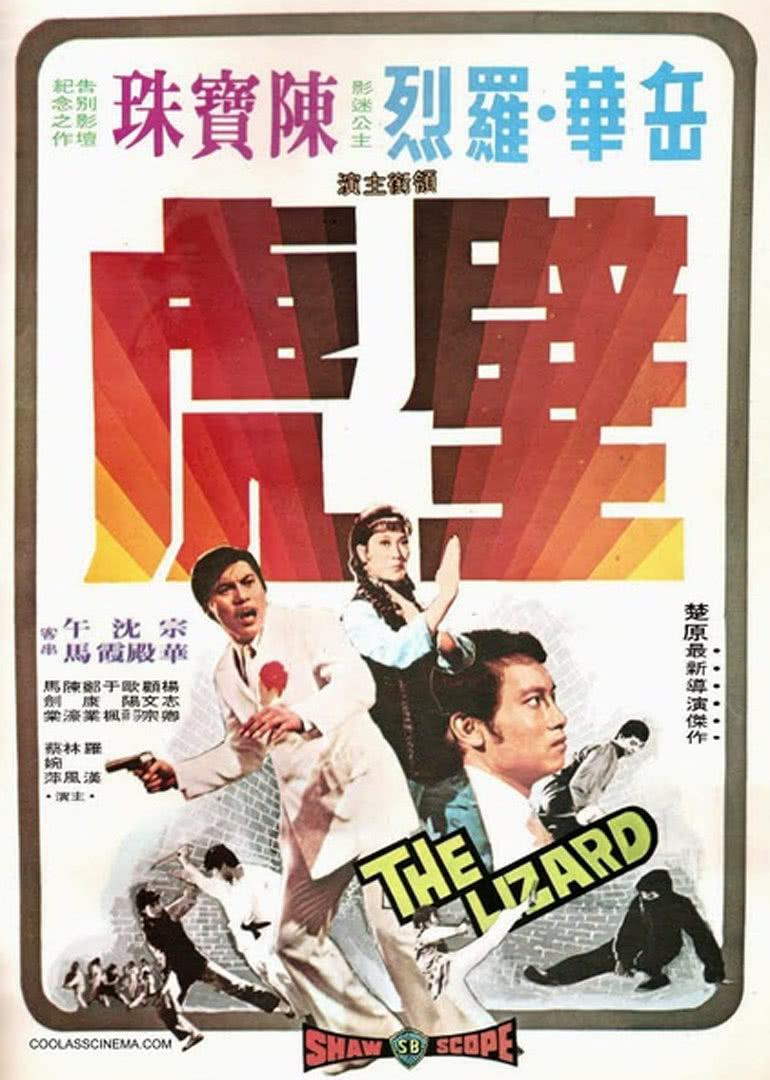 岳華·羅烈
影迷公主
陳寶珠
告別影壇
紀念之作
領銜主演
壁虎
宗華
沈殿霞
午馬
客串
楊志卿
顧文宗
歐陽莎菲
于楓
鄭康業
陳濠
馬劍棠
羅漢
林風
蔡婉萍
·主演·
楚原最新導演傑作
THE LIZARD
SHAW SB SCOPE
COOLASSCINEMA.COM